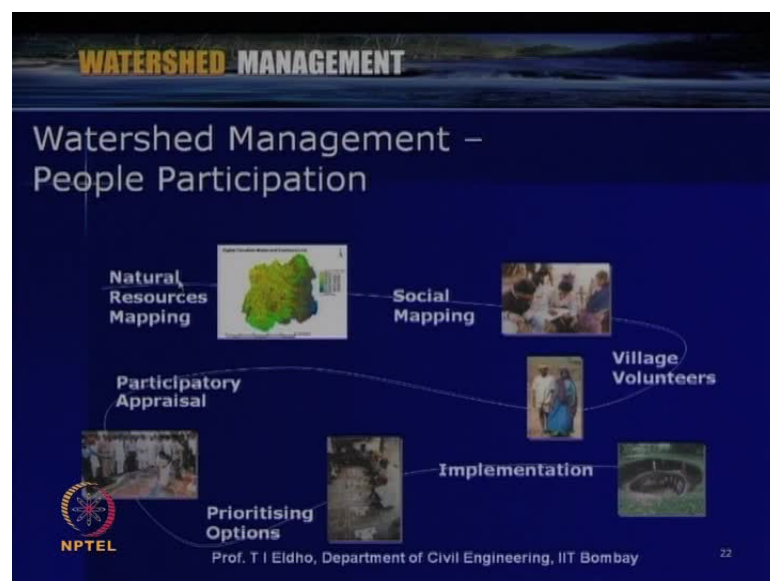 WATERSHED MANAGEMENT
Watershed Management –
People Participation
Natural
Resources
Mapping
Social
Mapping
Village
Volunteers
Participatory
Appraisal
Prioritising
Options
Implementation
NPTEL
Prof. T I Eldho, Department of Civil Engineering, IIT Bombay
22